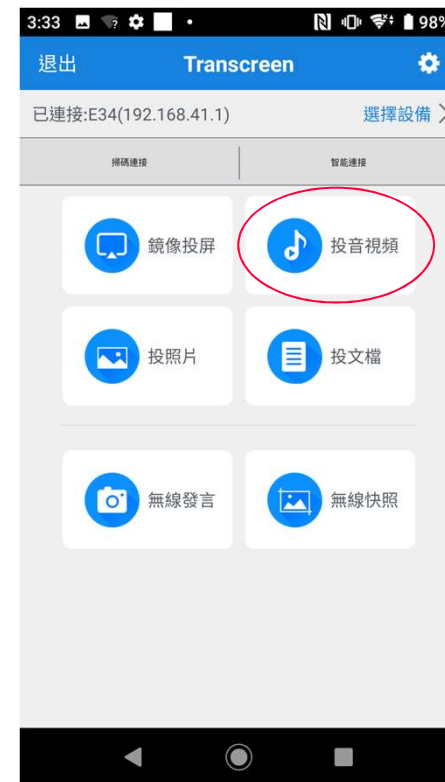 3:33 98%
退出 Transcreen
已連接:E34(192.168.41.1) 選擇設備
掃碼連接 智能連接
鏡像投屏 投音視頻
投照片 投文檔
無線發言 無線快照